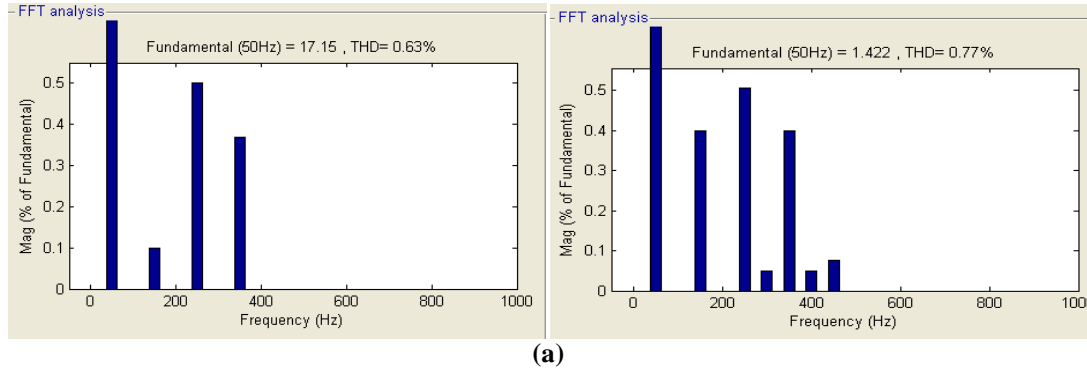 FFT analysis
Fundamental (50Hz) = 17.15 , THD= 0.63%
Mag (% of Fundamental)
0.5
0.4
0.3
0.2
0.1
0
0 200 400 600 800 1000
Frequency (Hz)
FFT analysis
Fundamental (50Hz) = 1.422 , THD= 0.77%
Mag (% of Fundamental)
0.5
0.4
0.3
0.2
0.1
0
0 200 400 600 800 100
Frequency (Hz)
(a)